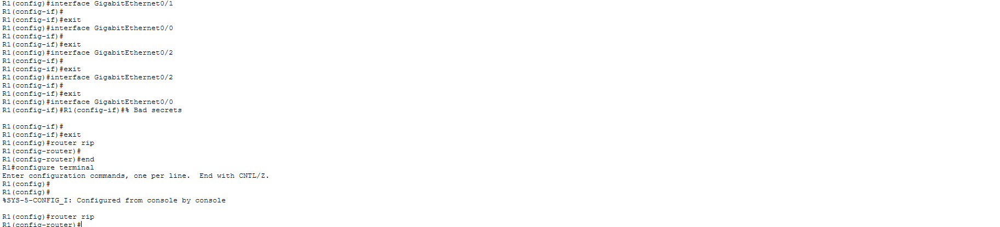 R1(config)#interface GigabitEthernet0/1
R1(config-if)#
R1(config-if)#exit
R1(config)#interface GigabitEthernet0/0
R1(config-if)#
R1(config-if)#exit
R1(config)#interface GigabitEthernet0/2
R1(config-if)#
R1(config-if)#exit
R1(config)#interface GigabitEthernet0/2
R1(config-if)#
R1(config-if)#exit
R1(config)#interface GigabitEthernet0/0
R1(config-if)#R1(config-if)#% Bad secrets
R1(config-if)#
R1(config-if)#exit
R1(config)#router rip
R1(config-router)#
R1(config-router)#end
R1#configure terminal
Enter configuration commands, one per line.  End with CNTL/Z.
R1(config)#
R1(config)#
%SYS-5-CONFIG_I: Configured from console by console
R1(config)#router rip
R1(config-router)#